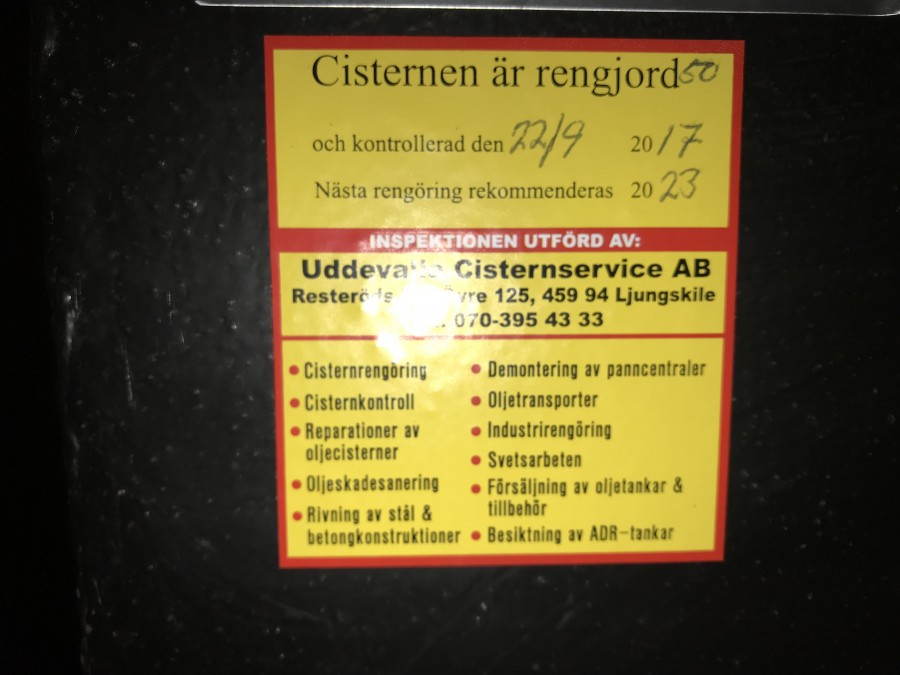 Cisternen är rengjord 50
och kontrollerad den 22/9 2017
Nästa rengöring rekommenderas 2023
INSPEKTIONEN UTFÖRD AV:
Uddevalla Cisternservice AB
Resteröds 125, 459 94 Ljungskile
070-395 43 33
• Cisternrengöring
• Cisternkontroll
• Reparationer av
oljecisterner
• Oljeskadesanering
• Rivning av stål &
betongkonstruktioner
• Demontering av panncentraler
• Oljetransporter
• Industrirengöring
• Svetsarbeten
• Försäljning av oljetankar &
tillbehör
• Besiktning av ADR-tankar